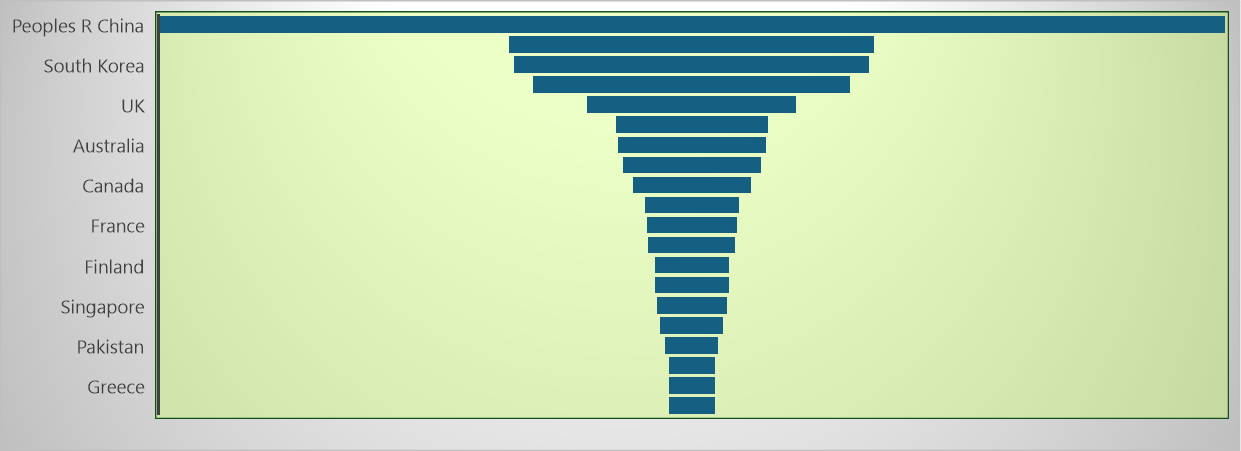 Peoples R China
South Korea
UK
Australia
Canada
France
Finland
Singapore
Pakistan
Greece